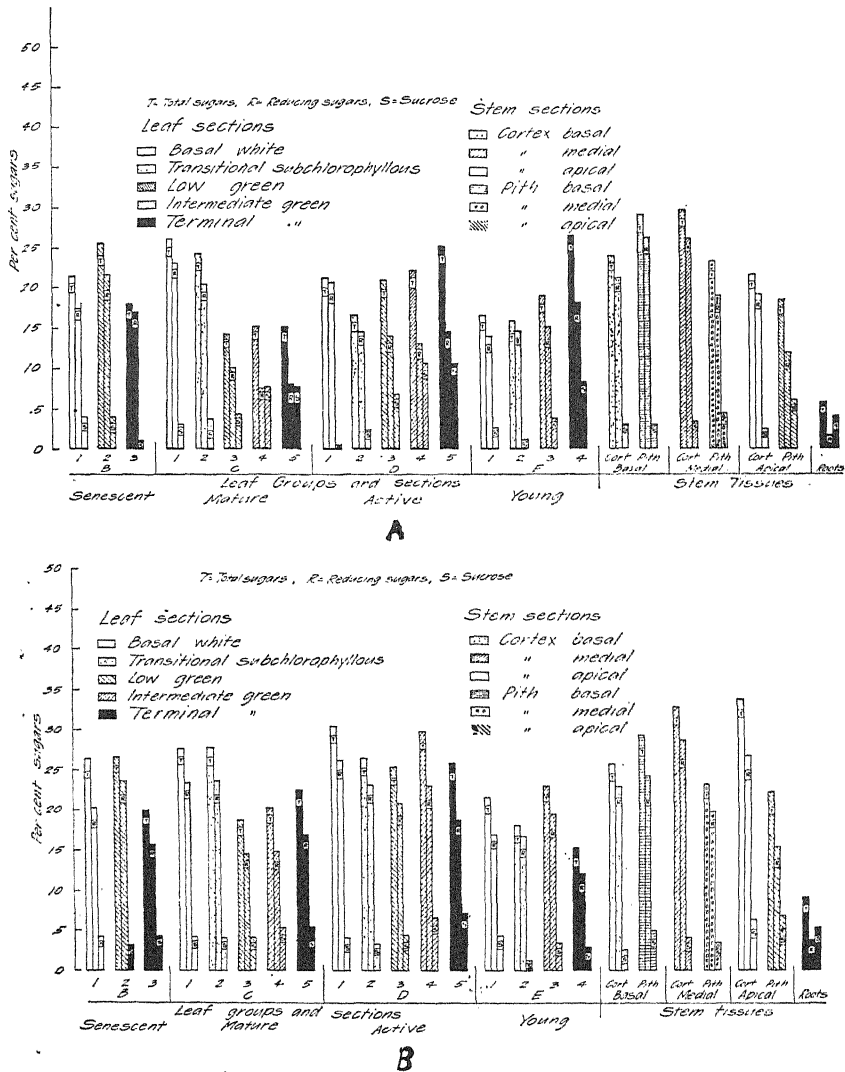 50
45
40
35
30
25
20
15
10
5
0
Per cent sugars
T= Total sugars, R= Reducing sugars, S= Sucrose
Leaf sections
Basal white
Transitional subchlorophyllous
Low green
Intermediate green
Terminal "
Stem sections
Cortex basal
" medial
" apical
Pith basal
" medial
" apical
1 2 3 1 2 3 4 5 1 2 3 4 5 1 2 3 4 Cort Pith Cort Pith Cort Pith
B C D E Basal Medial Apical Roots
Leaf Groups and sections Stem Tissues
Senescent Mature Active Young
A
50
45
40
35
30
25
20
15
10
5
0
Per cent sugars
T= Total sugars, R= Reducing sugars, S= Sucrose
Leaf sections
Basal white
Transitional subchlorophyllous
Low green
Intermediate green
Terminal "
Stem sections
Cortex basal
" medial
" apical
Pith basal
" medial
" apical
1 2 3 1 2 3 4 5 1 2 3 4 5 1 2 3 4 Cort Pith Cort Pith Cort Pith
B C D E Basal Medial Apical Roots
Leaf groups and sections Stem tissues
Senescent Mature Active Young
B